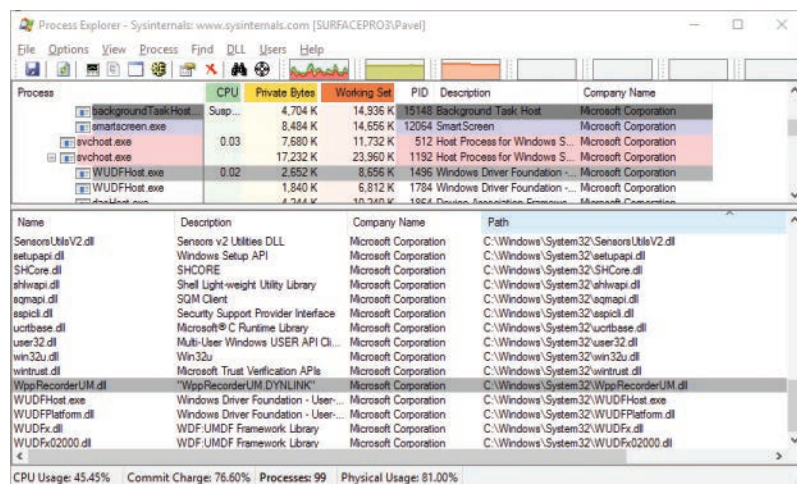 Process Explorer - Sysinternals: www.sysinternals.com [SURFACEPRO3\Pavel]
File Options View Process Find DLL Users Help
Process CPU Private Bytes Working Set PID Description Company Name
backgroundTaskHost... Susp... 4,704 K 14,936 K 15148 Background Task Host Microsoft Corporation
smartscreen.exe 8,484 K 14,656 K 12064 SmartScreen Microsoft Corporation
svchost.exe 0.03 7,680 K 11,732 K 512 Host Process for Windows S... Microsoft Corporation
svchost.exe 17,232 K 23,960 K 1192 Host Process for Windows S... Microsoft Corporation
WUDFHost.exe 0.02 2,652 K 8,656 K 1496 Windows Driver Foundation -... Microsoft Corporation
WUDFHost.exe 1,840 K 6,812 K 1784 Windows Driver Foundation -... Microsoft Corporation
dasHost.exe 4,244 K 10,240 K 1864 Device Association Framewo... Microsoft Corporation
Name Description Company Name Path
SensorsUtilsV2.dll Sensors v2 Utilities DLL Microsoft Corporation C:\Windows\System32\SensorsUtilsV2.dll
setupapi.dll Windows Setup API Microsoft Corporation C:\Windows\System32\setupapi.dll
SHCore.dll SHCORE Microsoft Corporation C:\Windows\System32\SHCore.dll
shlwapi.dll Shell Light-weight Utility Library Microsoft Corporation C:\Windows\System32\shlwapi.dll
sqmapi.dll SQM Client Microsoft Corporation C:\Windows\System32\sqmapi.dll
sspicli.dll Security Support Provider Interface Microsoft Corporation C:\Windows\System32\sspicli.dll
ucrtbase.dll Microsoft® C Runtime Library Microsoft Corporation C:\Windows\System32\ucrtbase.dll
user32.dll Multi-User Windows USER API Cli... Microsoft Corporation C:\Windows\System32\user32.dll
win32u.dll Win32u Microsoft Corporation C:\Windows\System32\win32u.dll
wintrust.dll Microsoft Trust Verification APIs Microsoft Corporation C:\Windows\System32\wintrust.dll
WppRecorderUM.dll "WppRecorderUM.DYNLINK" Microsoft Corporation C:\Windows\System32\WppRecorderUM.dll
WUDFHost.exe Windows Driver Foundation - User-... Microsoft Corporation C:\Windows\System32\WUDFHost.exe
WUDFPlatform.dll Windows Driver Foundation - User-... Microsoft Corporation C:\Windows\System32\WUDFPlatform.dll
WUDFx.dll WDF:UMDF Framework Library Microsoft Corporation C:\Windows\System32\WUDFx.dll
WUDFx02000.dll WDF:UMDF Framework Library Microsoft Corporation C:\Windows\System32\WUDFx02000.dll
CPU Usage: 45.45% Commit Charge: 76.60% Processes: 99 Physical Usage: 81.00%